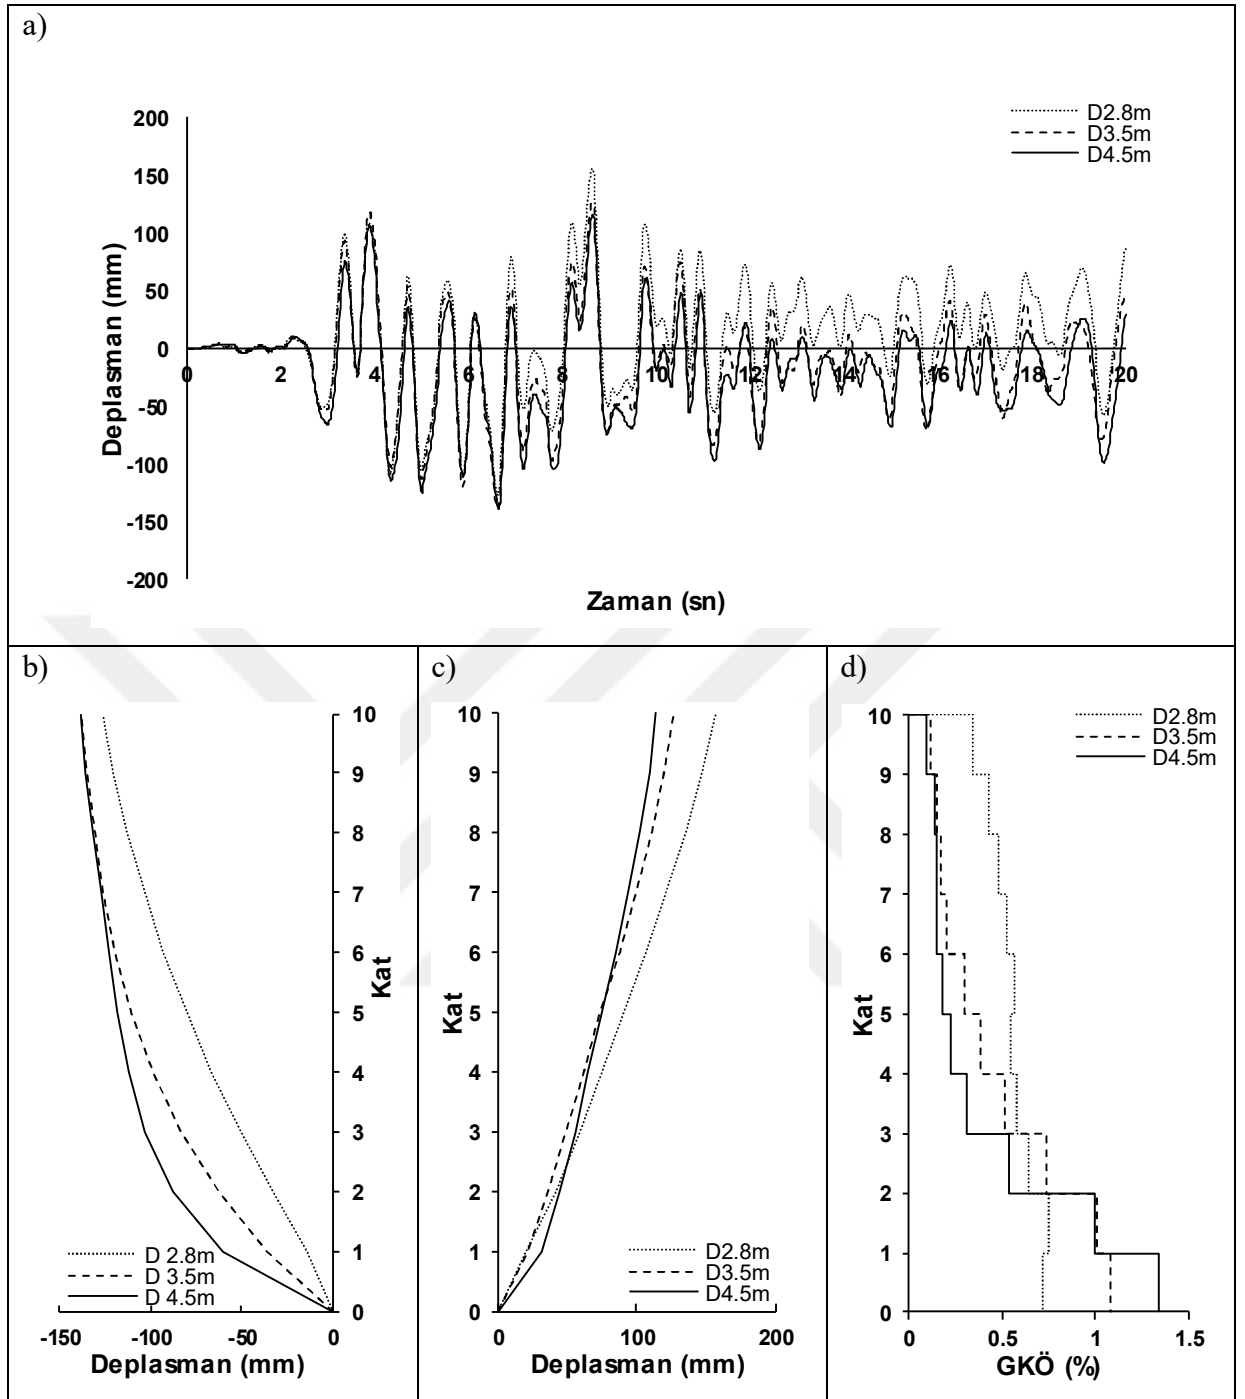 a)
D2.8m
D3.5m
D4.5m
200
150
100
50
0
-50
-100
-150
-200
Deplasman (mm)
0 2 4 6 8 10 12 14 16 18 20
Zaman (sn)
b)
10
9
8
7
6
5
4
3
2
1
0
Kat
D 2.8m
D 3.5m
D 4.5m
-150 -100 -50 0
Deplasman (mm)
c)
10
9
8
7
6
5
4
3
2
1
0
Kat
D2.8m
D3.5m
D4.5m
0 100 200
Deplasman (mm)
d)
D2.8m
D3.5m
D4.5m
10
9
8
7
6
5
4
3
2
1
0
Kat
0 0.5 1 1.5
GKÖ (%)